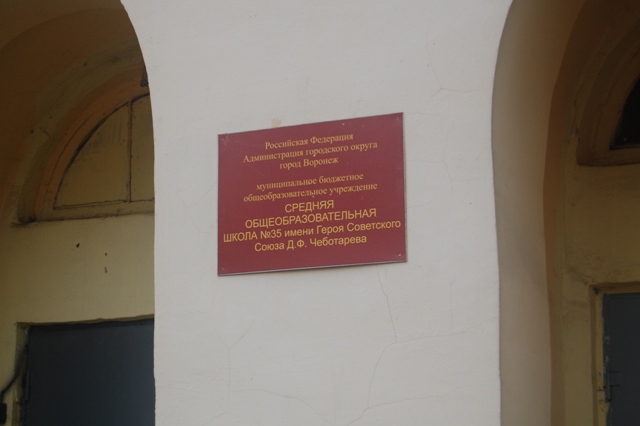 Российская Федерация
Администрация городского округа
город Воронеж
муниципальное бюджетное
общеобразовательное учреждение
СРЕДНЯЯ
ОБЩЕОБРАЗОВАТЕЛЬНАЯ
ШКОЛА №35 имени Героя Советского
Союза Д.Ф. Чеботарева